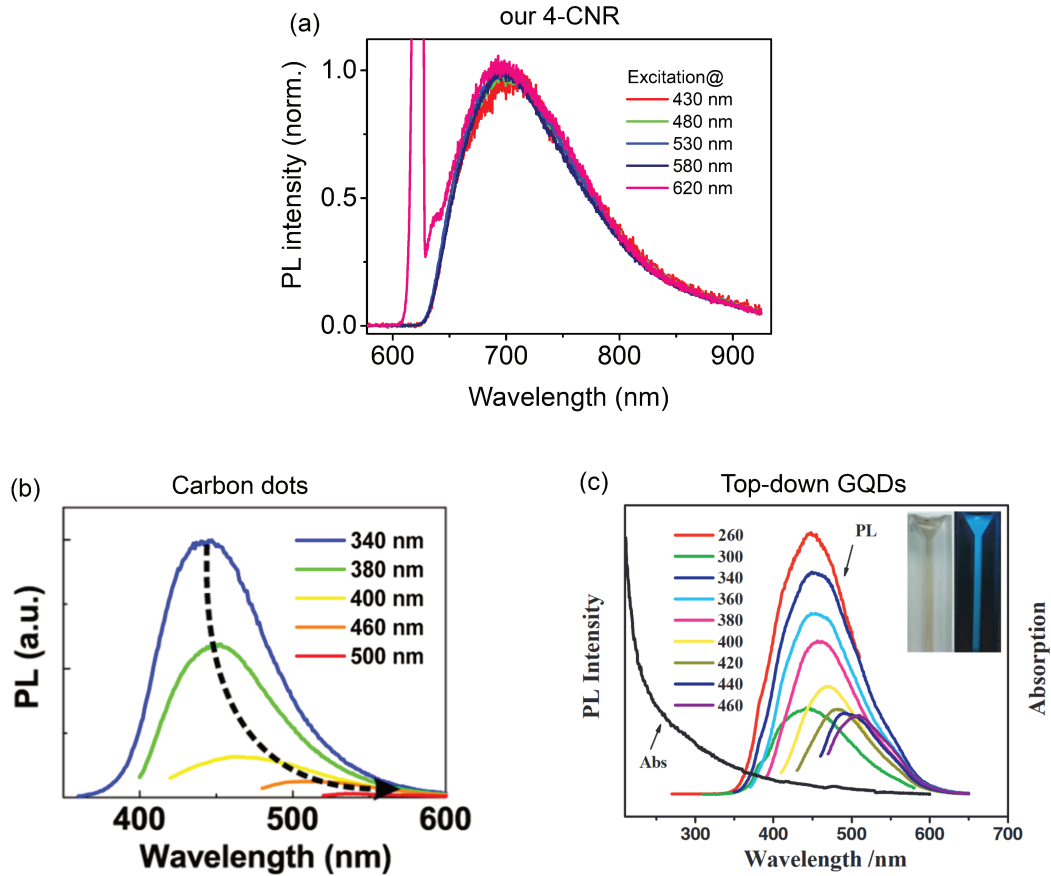 (a)
our 4-CNR
PL intensity (norm.)
1.0
0.5
0.0
Excitation@
430 nm
480 nm
530 nm
580 nm
620 nm
600
700
800
900
Wavelength (nm)
(b)
Carbon dots
PL (a.u.)
340 nm
380 nm
400 nm
460 nm
500 nm
400
500
600
Wavelength (nm)
(c)
Top-down GQDs
PL Intensity
260
300
340
360
380
400
420
440
460
PL
Abs
Absorption
300
400
500
600
700
Wavelength /nm